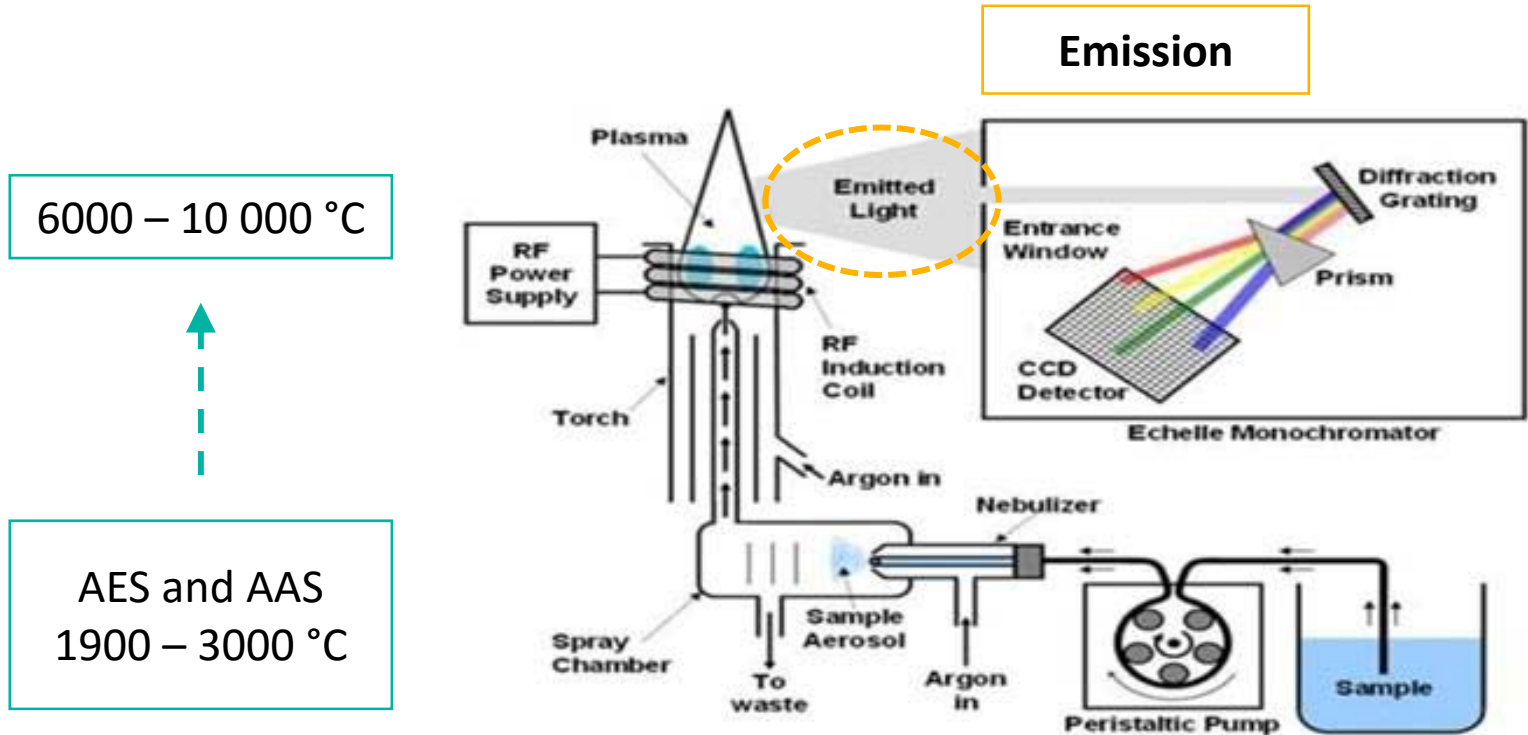 Emission
6000 – 10 000 °C
AES and AAS
1900 – 3000 °C
Plasma
Emitted
Light
RF
Power
Supply
Entrance
Window
Diffraction
Grating
Prism
CCD
Detector
Echelle Monochromator
RF
Induction
Coil
Torch
Argon in
Nebulizer
Spray
Chamber
Sample
Aerosol
To
waste
Argon
in
Peristaltic Pump
Sample